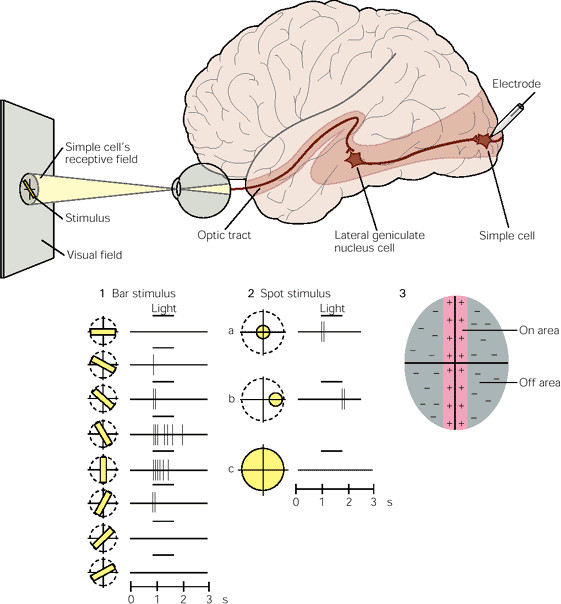 Electrode
Simple cell's
receptive field
Stimulus
Visual field
Optic tract
Lateral geniculate
nucleus cell
Simple cell
1 Bar stimulus
Light
2 Spot stimulus
Light
3
a
b
c
+ + + + + + + + + + + + + +
− − − − − − − − − − − − − −
On area
Off area
0 1 2 3 s
0 1 2 3 s